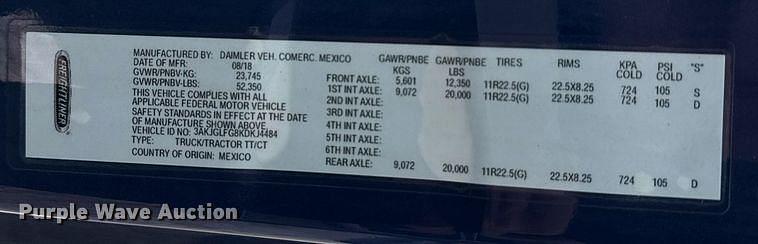 FREIGHTLINER
MANUFACTURED BY: DAIMLER VEH. COMERC. MEXICO GAWR/PNBE GAWR/PNBE TIRES RIMS KPA PSI "S"
DATE OF MFR: 08/18 KGS LBS COLD COLD
GVWR/PNBV-KG: 23,745 FRONT AXLE: 5,601 12,350 11R22.5(G) 22.5X8.25 724 105 S
GVWR/PNBV-LBS: 52,350 1ST INT AXLE: 9,072 20,000 11R22.5(G) 22.5X8.25 724 105 D
THIS VEHICLE COMPLIES WITH ALL 2ND INT AXLE:
APPLICABLE FEDERAL MOTOR VEHICLE 3RD INT AXLE:
SAFETY STANDARDS IN EFFECT AT THE DATE 4TH INT AXLE:
OF MANUFACTURE SHOWN ABOVE. 5TH INT AXLE:
VEHICLE ID NO: 3AKJGLFG8KDKJ4484 6TH INT AXLE:
TYPE: TRUCK/TRACTOR TT/CT REAR AXLE: 9,072 20,000 11R22.5(G) 22.5X8.25 724 105 D
COUNTRY OF ORIGIN: MEXICO
Purple Wave Auction